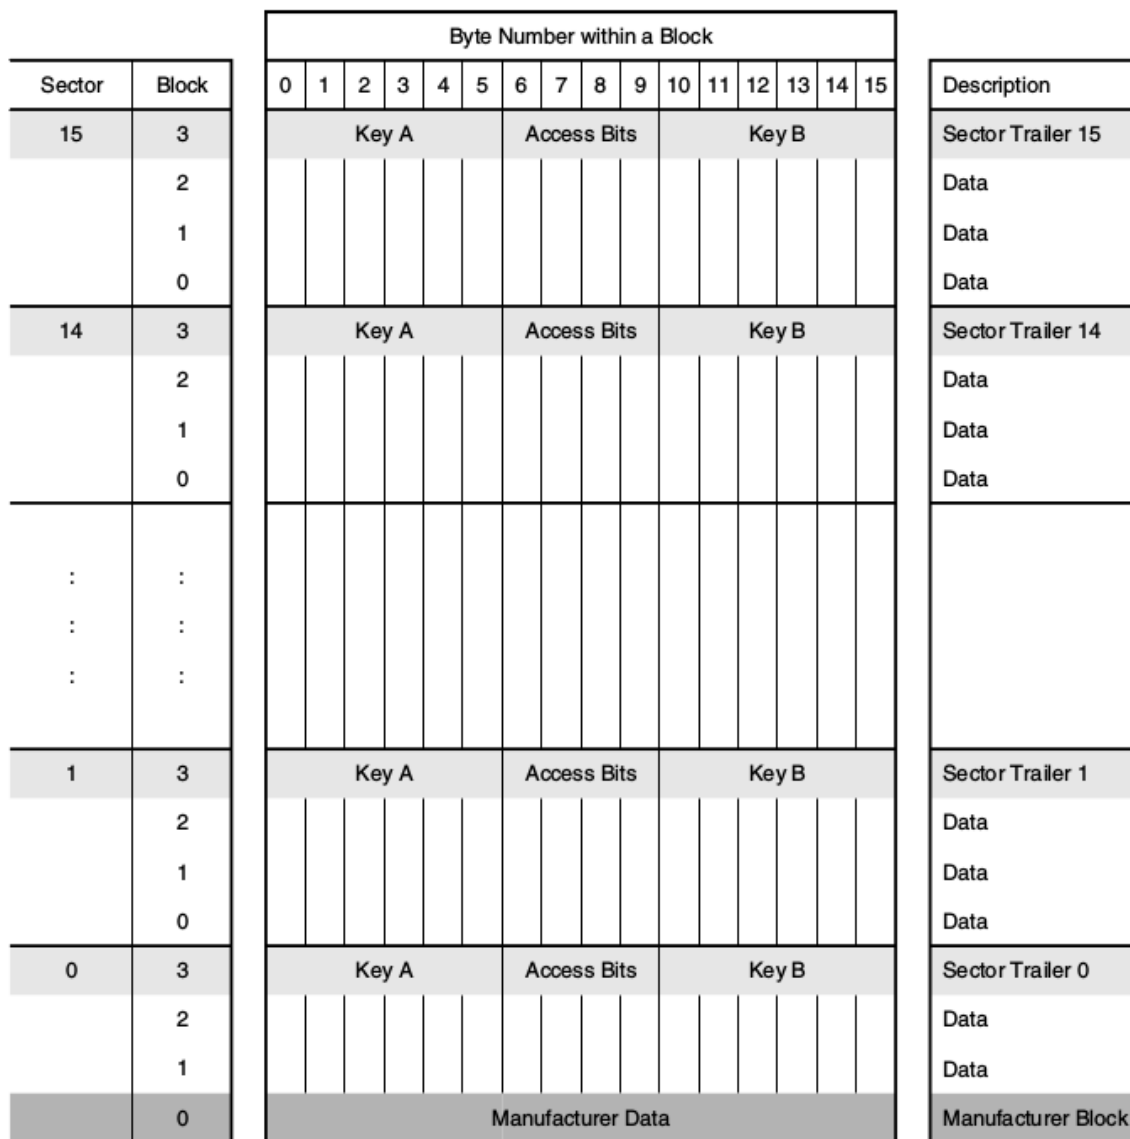 Byte Number within a Block
Sector Block 0 1 2 3 4 5 6 7 8 9 10 11 12 13 14 15 Description
15 3 Key A Access Bits Key B Sector Trailer 15
2 Data
1 Data
0 Data
14 3 Key A Access Bits Key B Sector Trailer 14
2 Data
1 Data
0 Data
: :
: :
: :
1 3 Key A Access Bits Key B Sector Trailer 1
2 Data
1 Data
0 Data
0 3 Key A Access Bits Key B Sector Trailer 0
2 Data
1 Data
0 Manufacturer Data Manufacturer Block